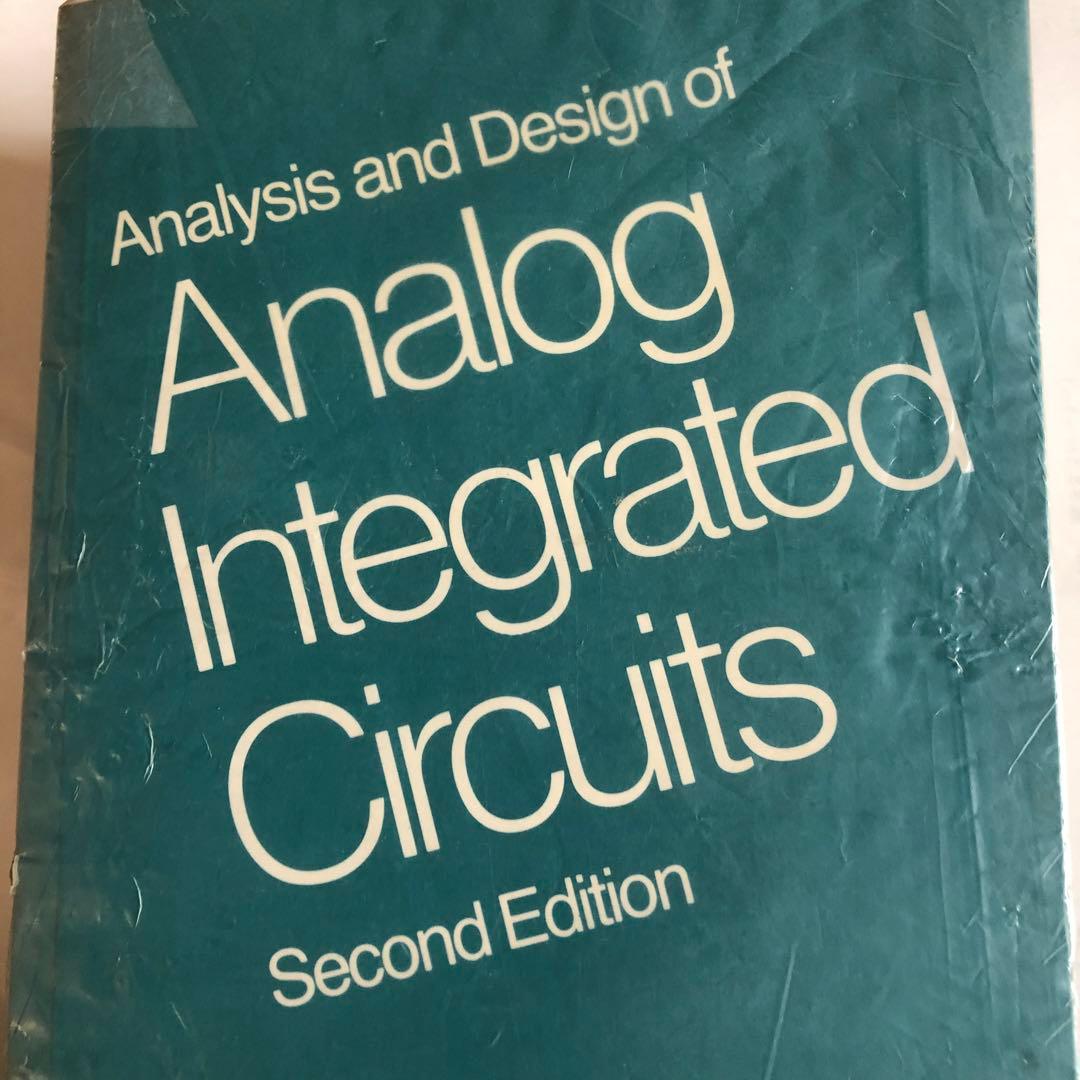 Analysis and Design of
Analog
Integrated
Circuits
Second Edition